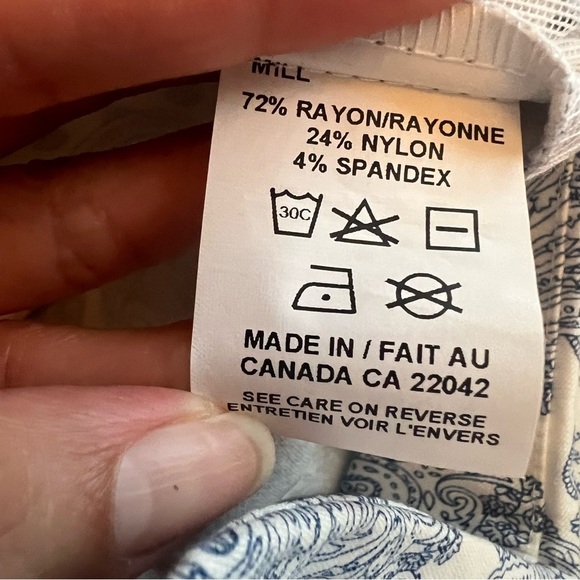 MILL
72% RAYON/RAYONNE
24% NYLON
4% SPANDEX
30C
MADE IN / FAIT AU
CANADA CA 22042
SEE CARE ON REVERSE
ENTRETIEN VOIR L'ENVERS